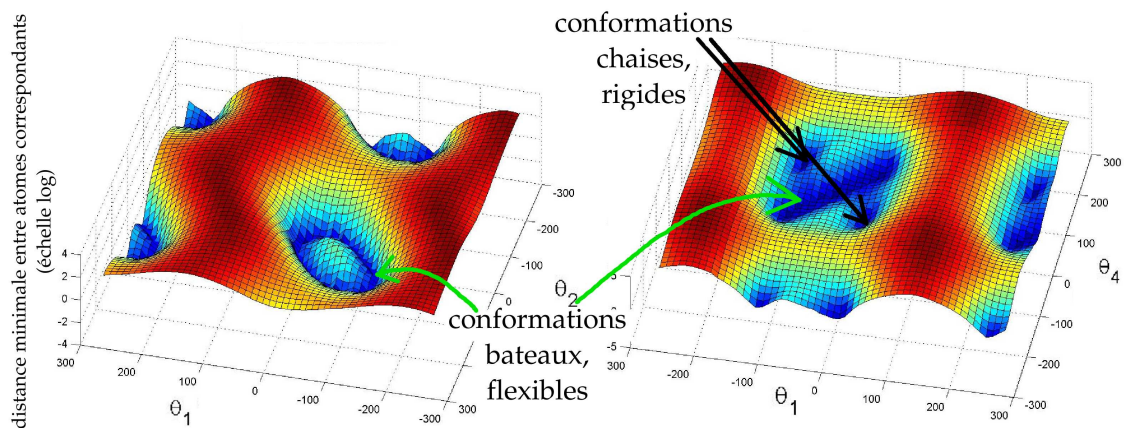 distance minimale entre atomes correspondants
(échelle log)
conformations
chaises,
rigides
conformations
bateaux,
flexibles
4
2
0
-2
-4
300
200
100
0
-100
-200
-300
θ1
300
0
-100
-200
-300
θ2
-5
-200
-100
0
100
200
300
θ1
-300
-200
-100
0
100
200
300
θ4